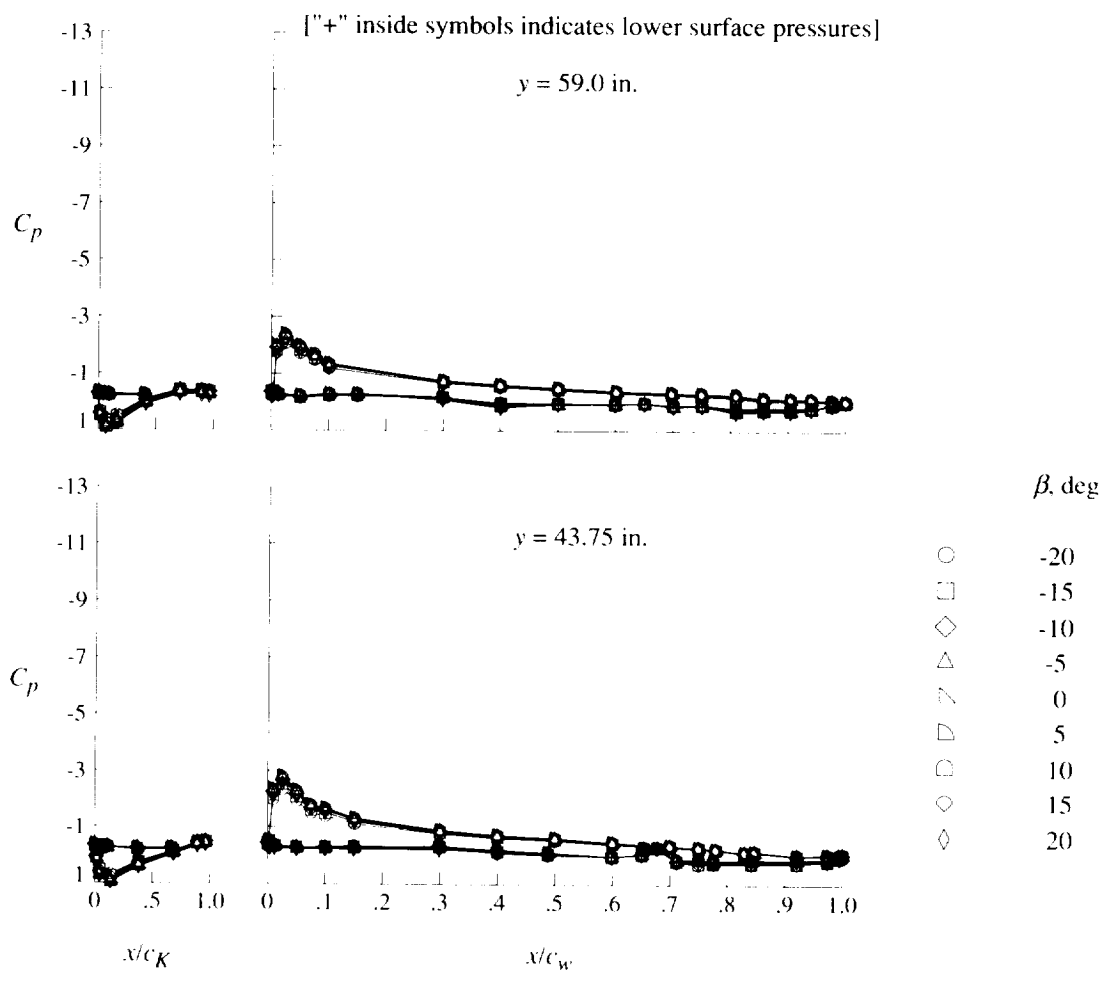 ["+" inside symbols indicates lower surface pressures]
y = 59.0 in.
-13
-11
-9
-7
-5
-3
-1
1
C_p
y = 43.75 in.
-13
-11
-9
-7
-5
-3
-1
1
C_p
0 .5 1.0
0 .1 .2 .3 .4 .5 .6 .7 .8 .9 1.0
x/c_K
x/c_w
β, deg
-20
-15
-10
-5
0
5
10
15
20